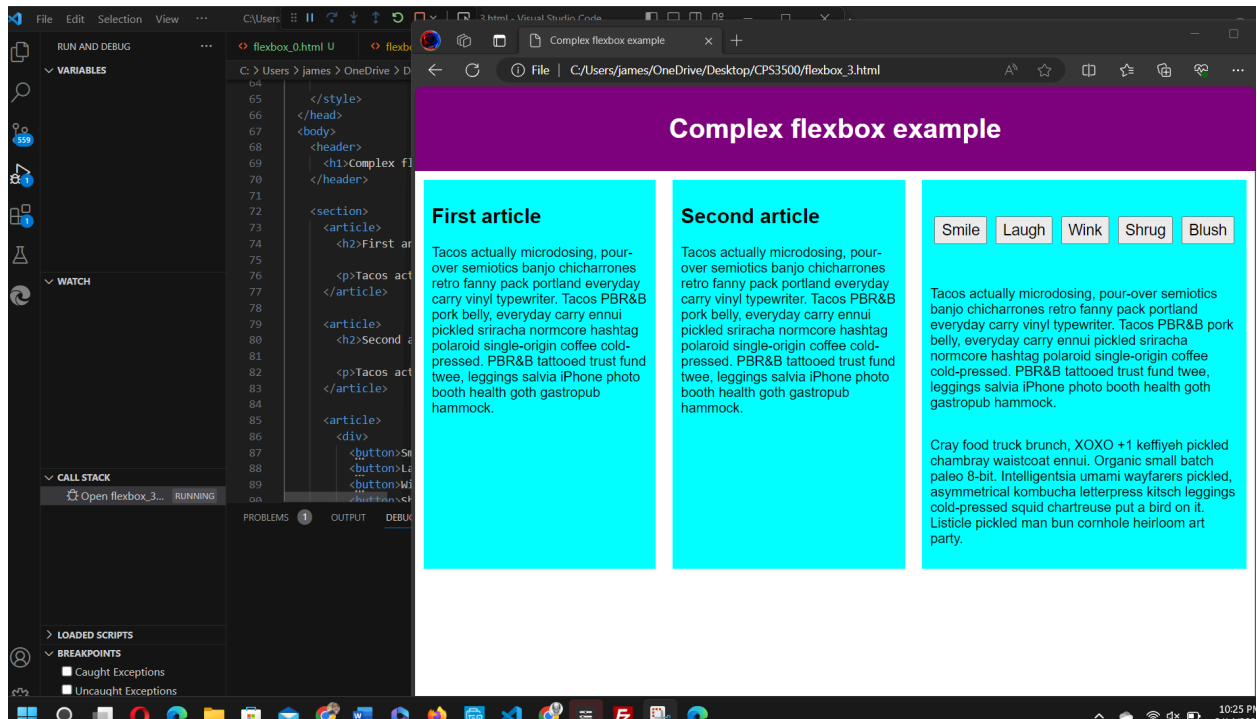 File Edit Selection View ···
C:\Users
3.html - Visual Studio Code
RUN AND DEBUG ···
VARIABLES
WATCH
CALL STACK
Open flexbox_3... RUNNING
LOADED SCRIPTS
BREAKPOINTS
Caught Exceptions
Uncaught Exceptions
559
1
1
flexbox_0.html U
C: > Users > james > OneDrive > D
64
65 </style>
66 </head>
67 <body>
68 <header>
69 <h1>Complex fl
70 </header>
71
72 <section>
73 <article>
74 <h2>First ar
75
76 <p>Tacos act
77 </article>
78
79 <article>
80 <h2>Second a
81
82 <p>Tacos act
83 </article>
84
85 <article>
86 <div>
87 <button>Sm
88 <button>La
89 <button>Wi
90 <button>Sh
PROBLEMS 1 OUTPUT DEBUG
Complex flexbox example
File | C:/Users/james/OneDrive/Desktop/CPS3500/flexbox_3.html
Complex flexbox example
First article
Tacos actually microdosing, pour-
over semiotics banjo chicharrones
retro fanny pack portland everyday
carry vinyl typewriter. Tacos PBR&B
pork belly, everyday carry ennui
pickled sriracha normcore hashtag
polaroid single-origin coffee cold-
pressed. PBR&B tattooed trust fund
twee, leggings salvia iPhone photo
booth health goth gastropub
hammock.
Second article
Tacos actually microdosing, pour-
over semiotics banjo chicharrones
retro fanny pack portland everyday
carry vinyl typewriter. Tacos PBR&B
pork belly, everyday carry ennui
pickled sriracha normcore hashtag
polaroid single-origin coffee cold-
pressed. PBR&B tattooed trust fund
twee, leggings salvia iPhone photo
booth health goth gastropub
hammock.
Smile Laugh Wink Shrug Blush
Tacos actually microdosing, pour-over semiotics
banjo chicharrones retro fanny pack portland
everyday carry vinyl typewriter. Tacos PBR&B pork
belly, everyday carry ennui pickled sriracha
normcore hashtag polaroid single-origin coffee
cold-pressed. PBR&B tattooed trust fund twee,
leggings salvia iPhone photo booth health goth
gastropub hammock.
Cray food truck brunch, XOXO +1 keffiyeh pickled
chambray waistcoat ennui. Organic small batch
paleo 8-bit. Intelligentsia umami wayfarers pickled,
asymmetrical kombucha letterpress kitsch leggings
cold-pressed squid chartreuse put a bird on it.
Listicle pickled man bun cornhole heirloom art
party.
10:25 PM